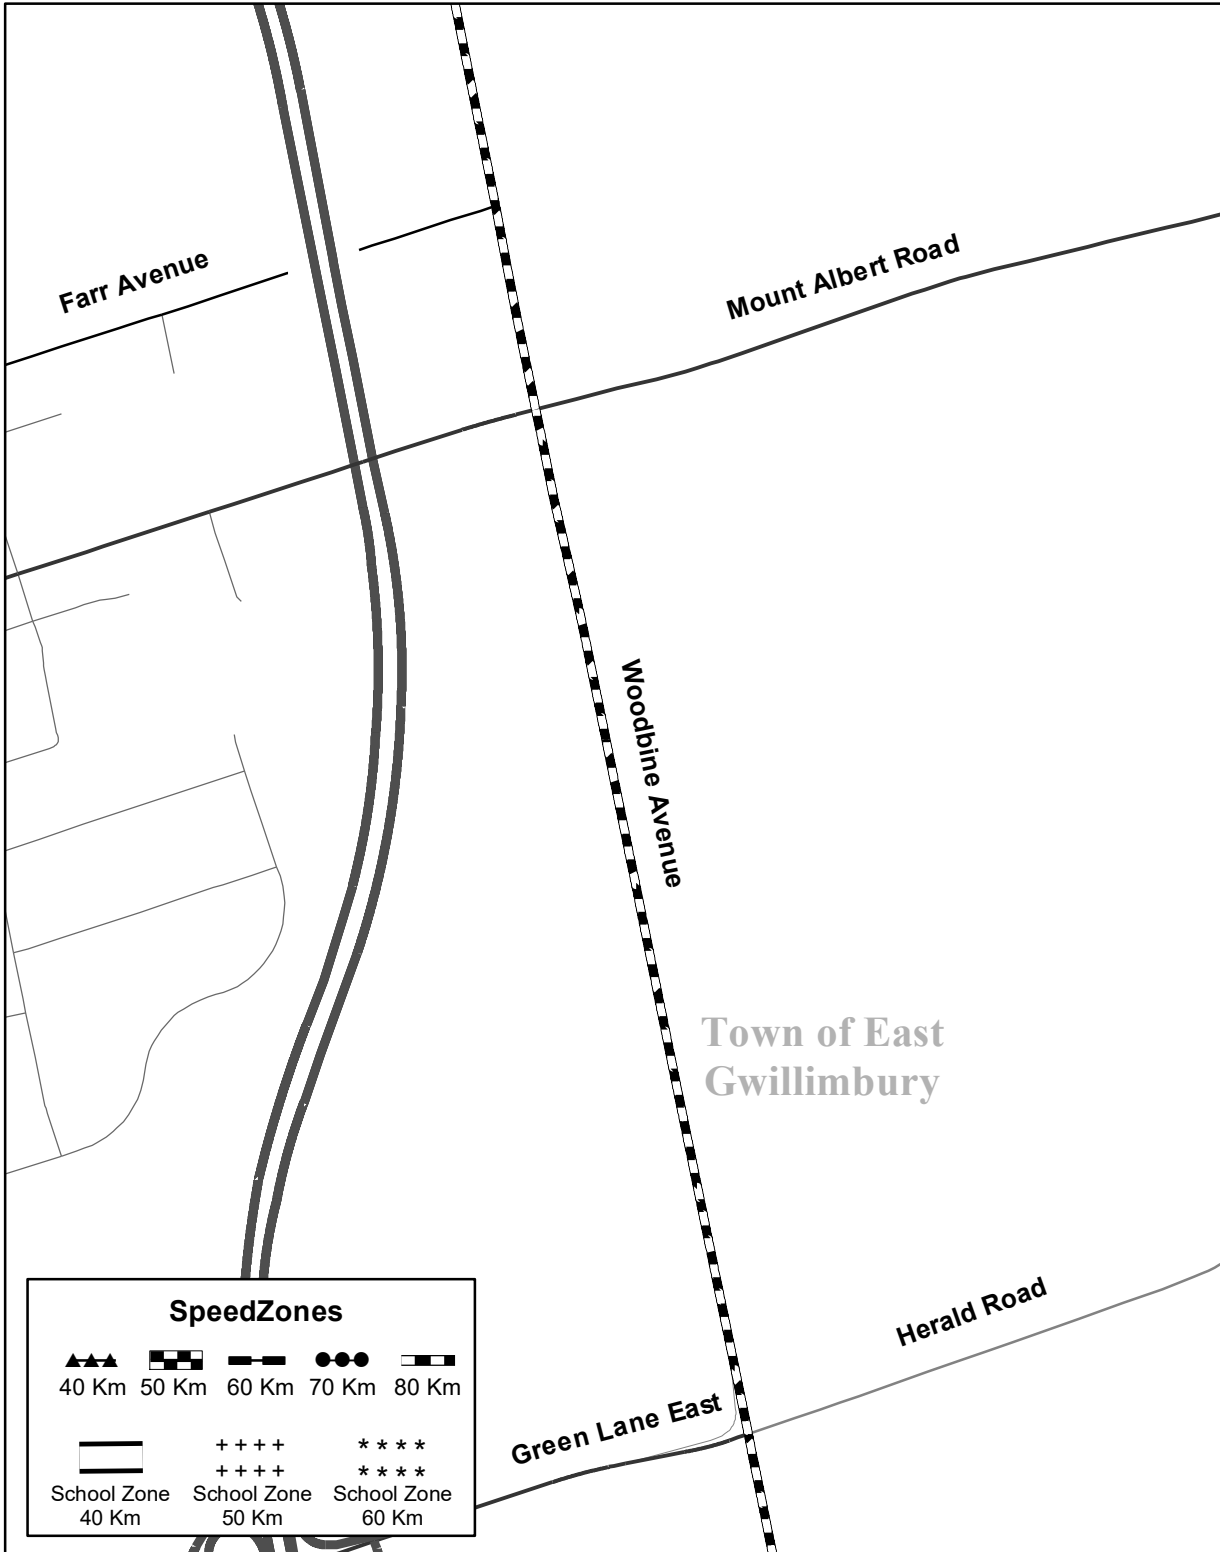 Farr Avenue
Mount Albert Road
Woodbine Avenue
Town of East
Gwillimbury
Herald Road
Green Lane East
SpeedZones
40 Km 50 Km 60 Km 70 Km 80 Km
School Zone School Zone School Zone
40 Km 50 Km 60 Km